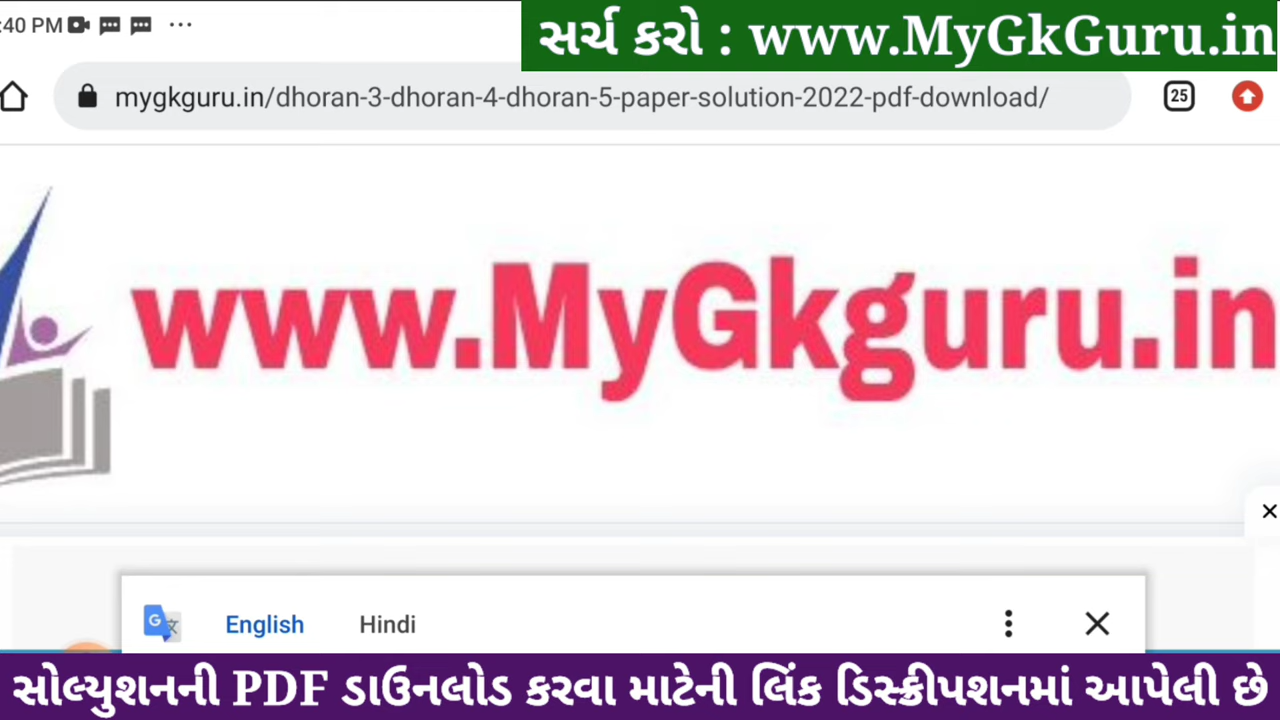 :40 PM
સર્ચ કરો : www.MyGkGuru.in
mygkguru.in/dhoran-3-dhoran-4-dhoran-5-paper-solution-2022-pdf-download/
25
www.MyGkguru.in
English Hindi
સોલ્યુશનની PDF ડાઉનલોડ કરવા માટેની લિંક ડિસ્ક્રીપશનમાં આપેલી છે